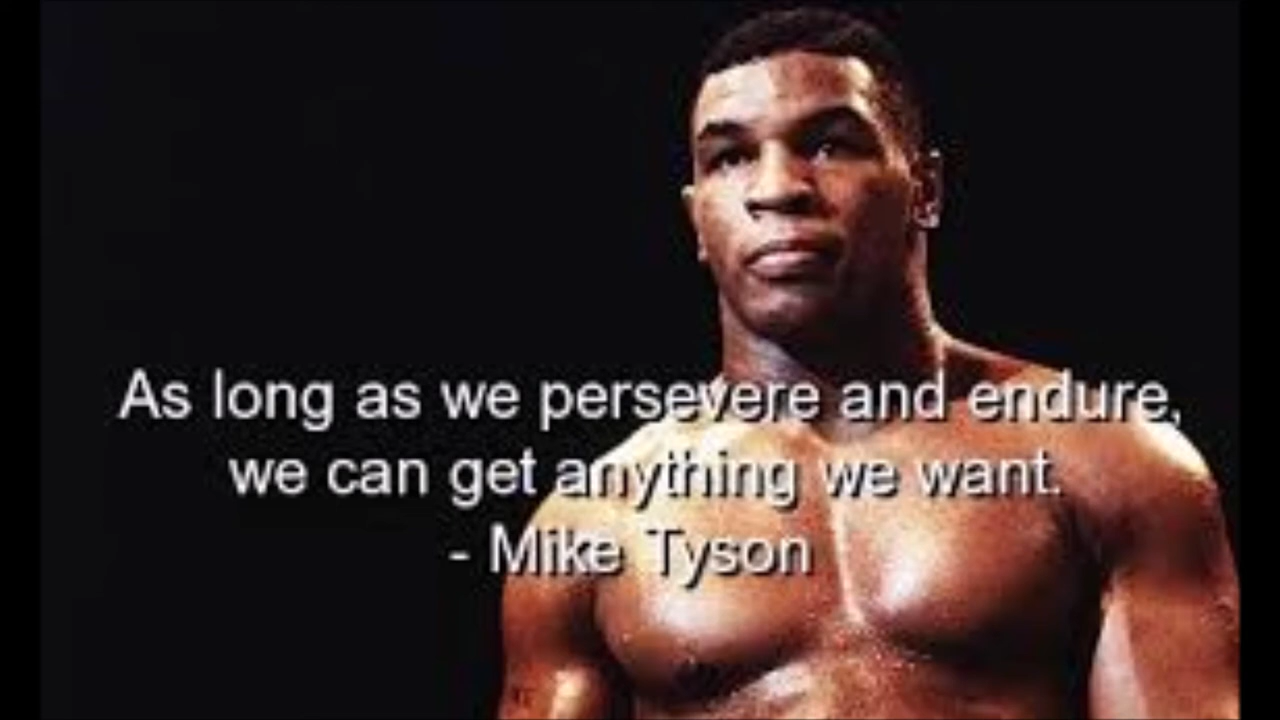 As long as we persevere and endure,
we can get anything we want.
- Mike Tyson